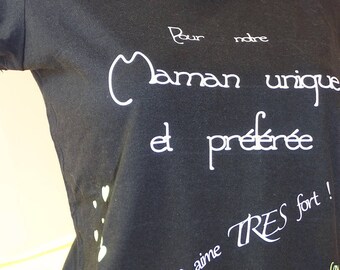 Pour notre
Maman unique
et préférée
aime TRES fort !